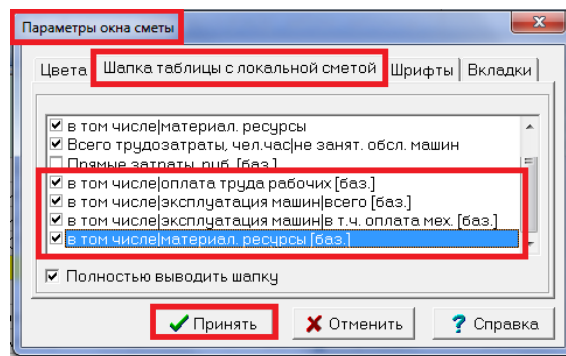 Параметры окна сметы
Цвета Шапка таблицы с локальной сметой Шрифты Вкладки
в том числе|материал. ресурсы
Всего трудозатраты, чел.час|не занят. обсл. машин
Прямые затраты, руб. [баз.]
в том числе|оплата труда рабочих [баз.]
в том числе|эксплуатация машин|всего [баз.]
в том числе|эксплуатация машин|в т.ч. оплата мех. [баз.]
в том числе|материал. ресурсы [баз.]
Полностью выводить шапку
Принять Отменить ? Справка